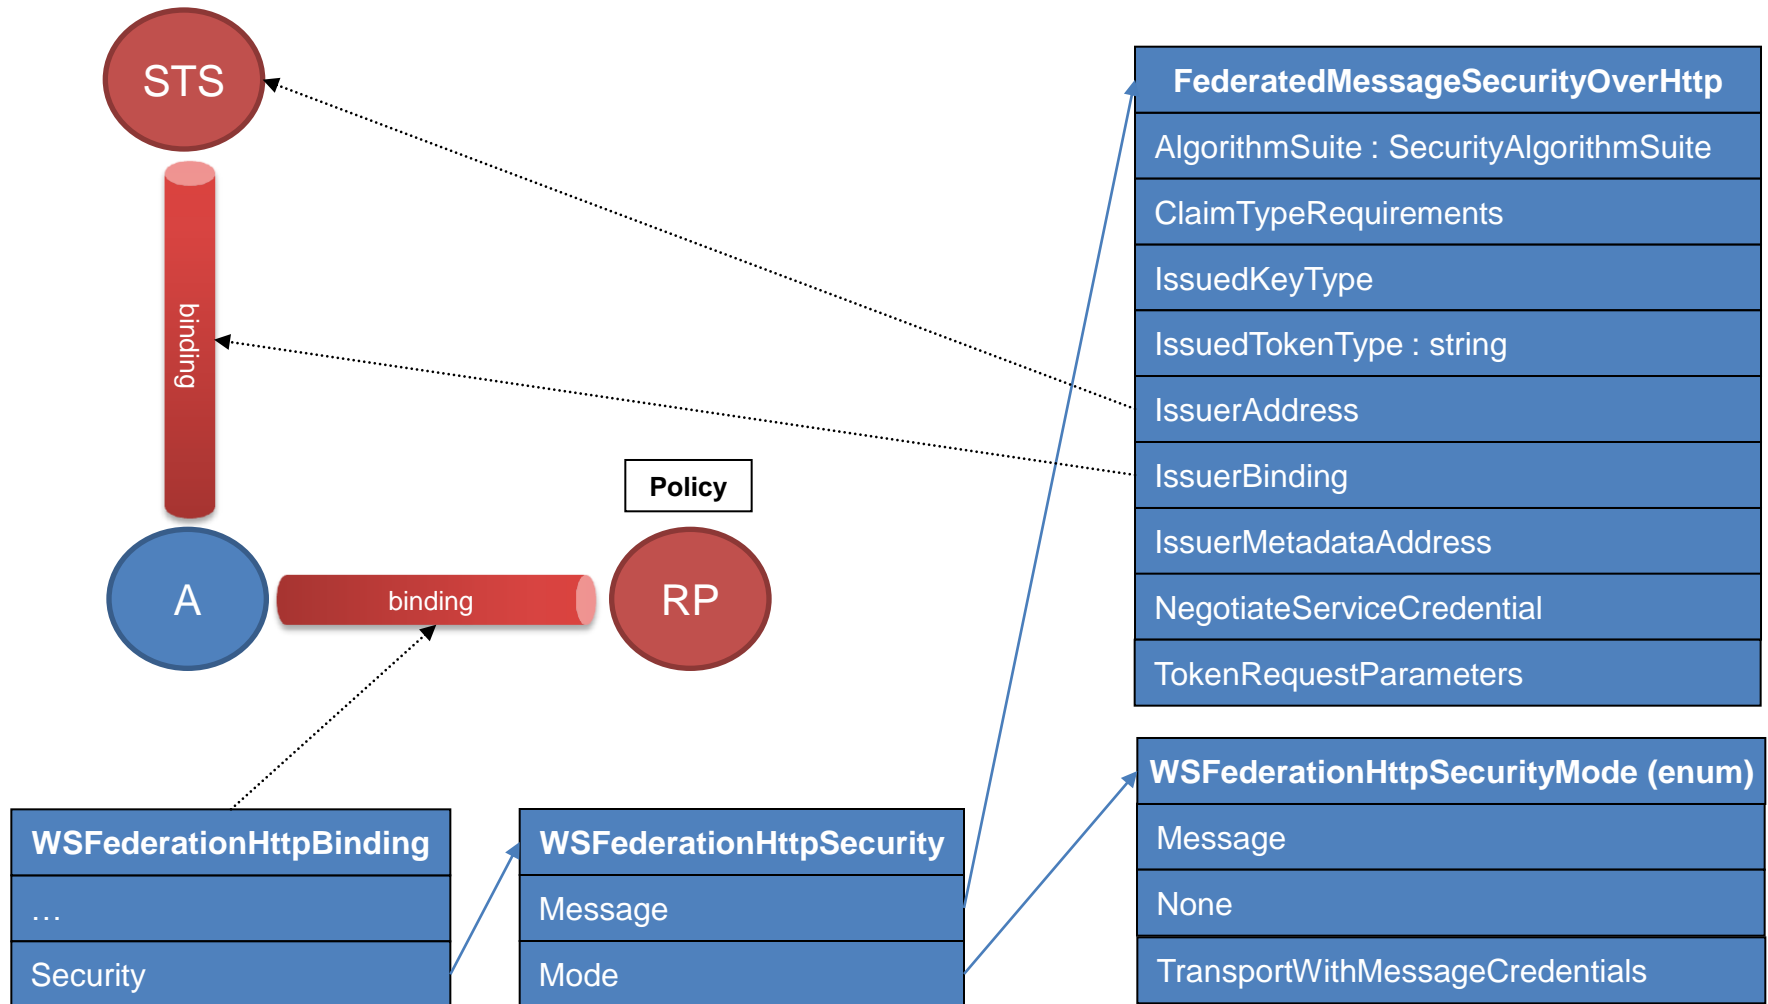 STS
binding
Policy
A
binding
RP
FederatedMessageSecurityOverHttp
AlgorithmSuite : SecurityAlgorithmSuite
ClaimTypeRequirements
IssuedKeyType
IssuedTokenType : string
IssuerAddress
IssuerBinding
IssuerMetadataAddress
NegotiateServiceCredential
TokenRequestParameters
WSFederationHttpBinding
…
Security
WSFederationHttpSecurity
Message
Mode
WSFederationHttpSecurityMode (enum)
Message
None
TransportWithMessageCredentials